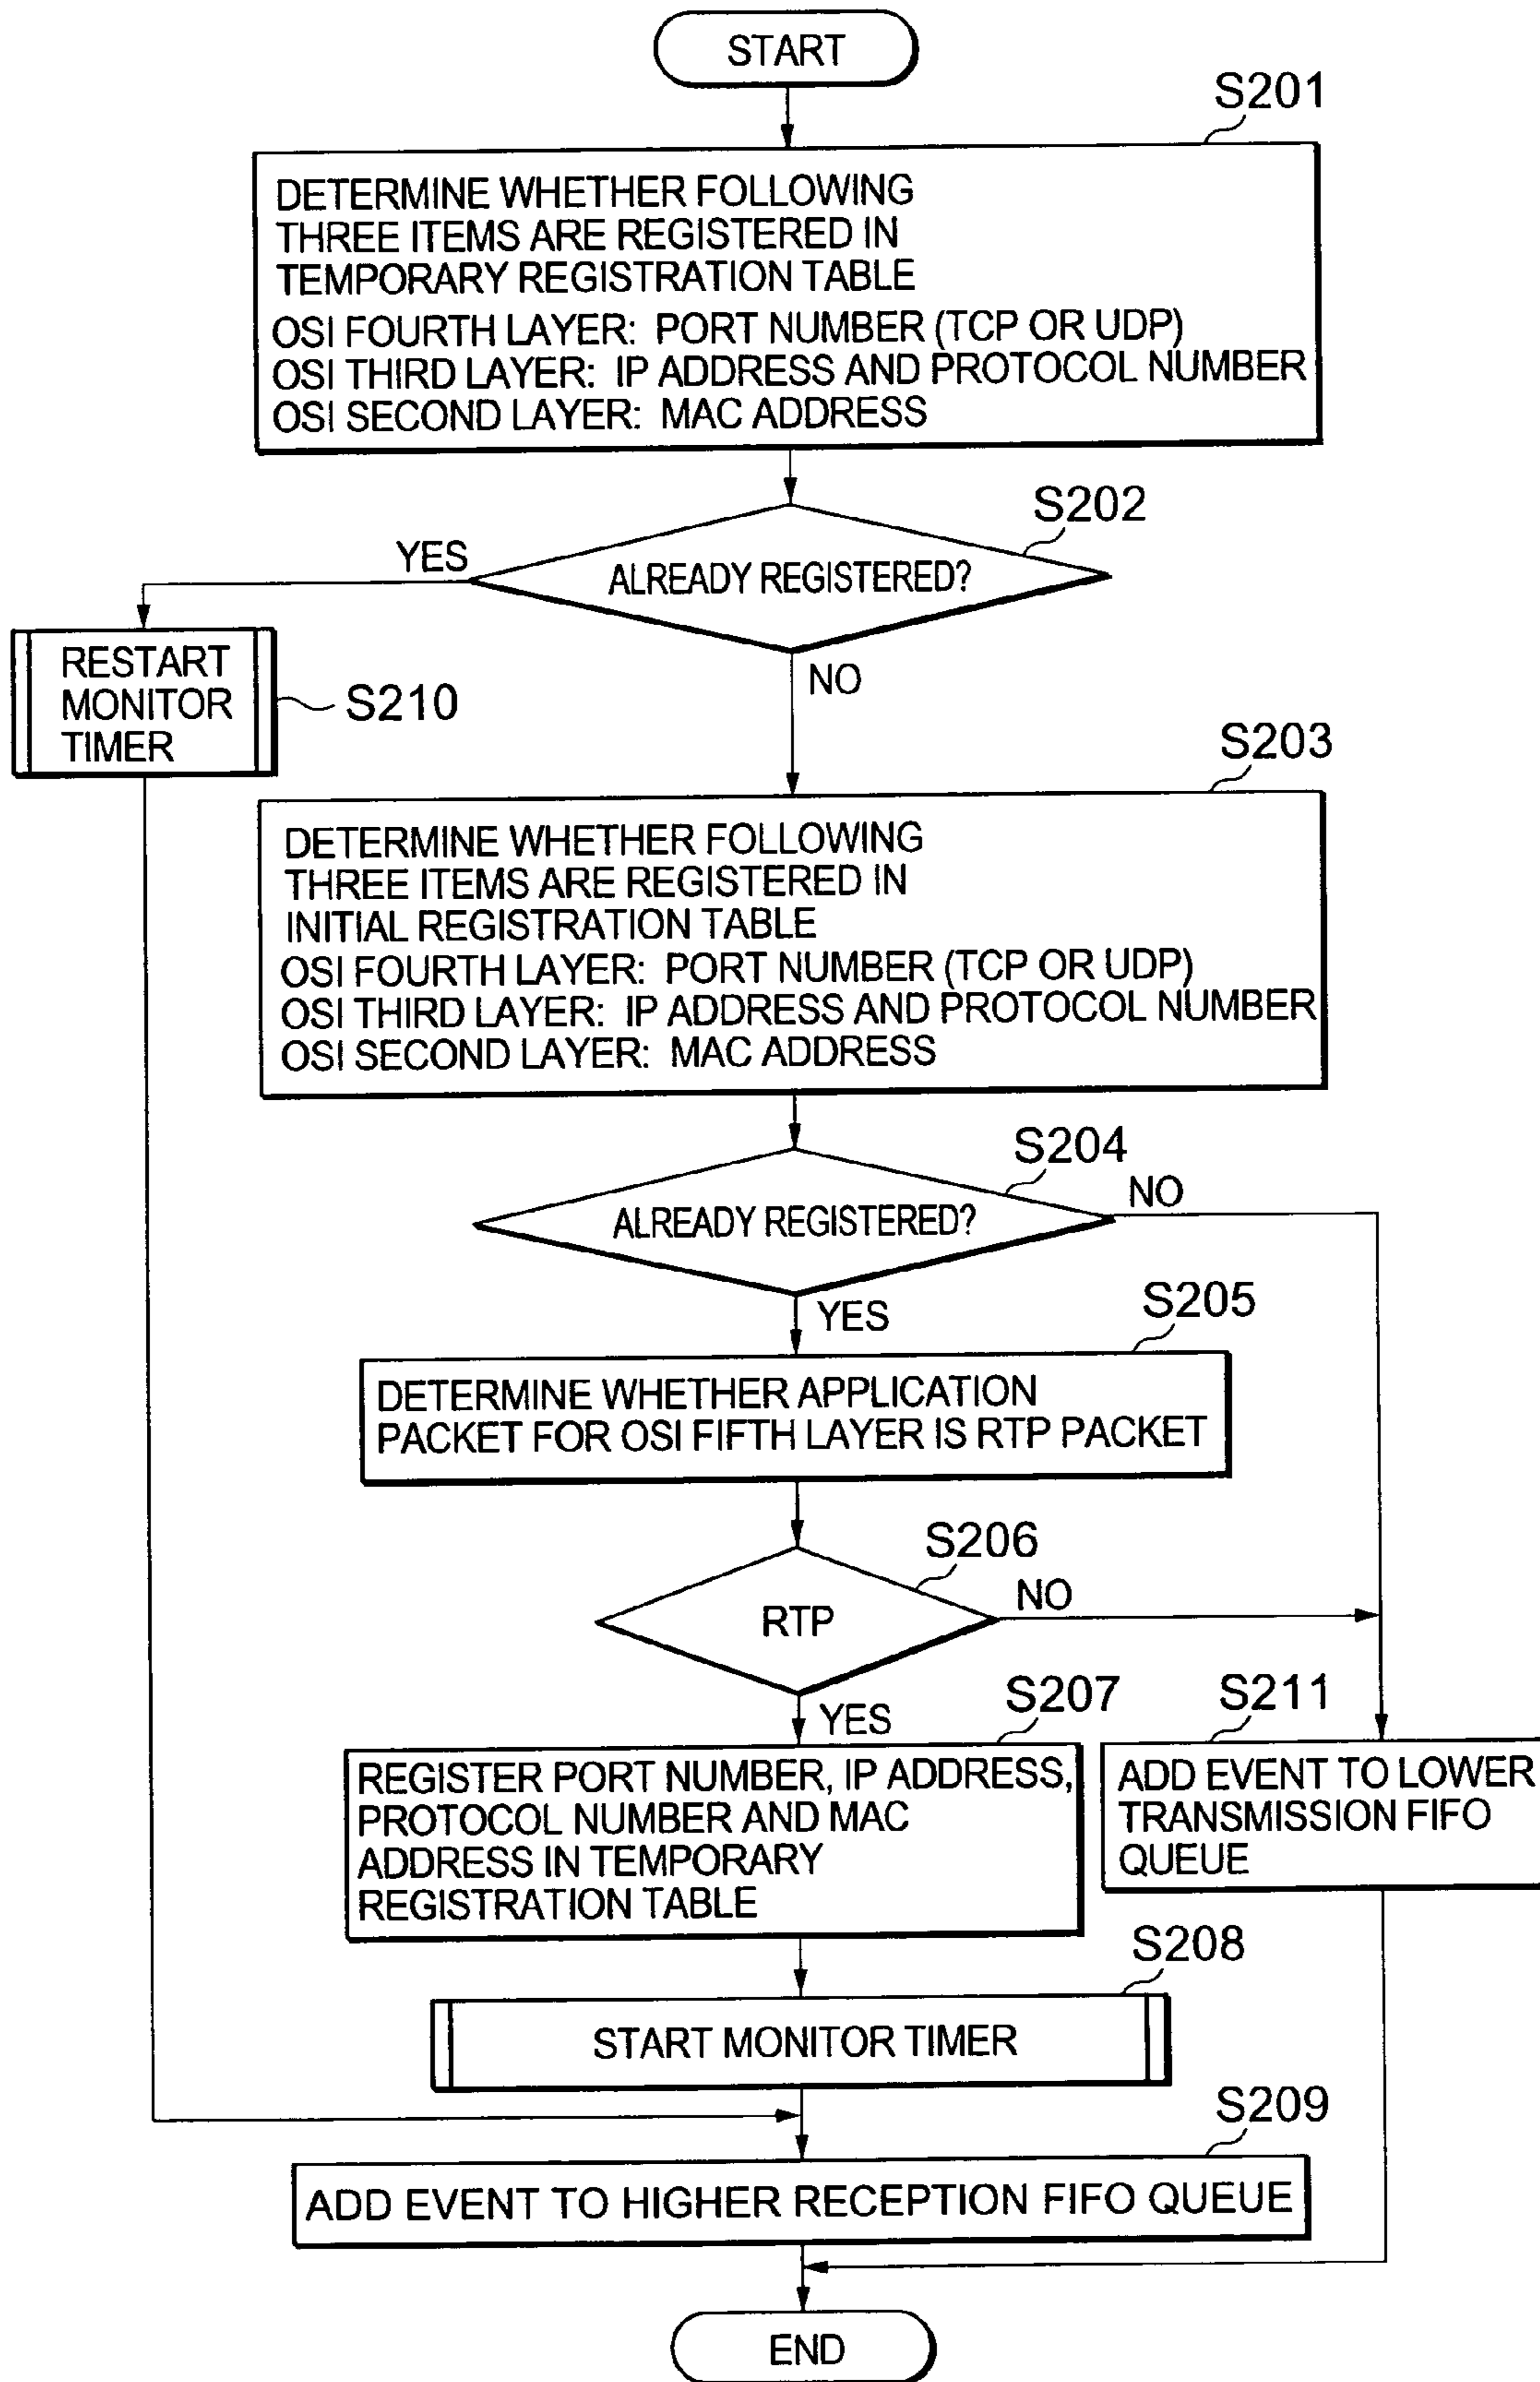 START
S201
DETERMINE WHETHER FOLLOWING
THREE ITEMS ARE REGISTERED IN
TEMPORARY REGISTRATION TABLE
OSI FOURTH LAYER: PORT NUMBER (TCP OR UDP)
OSI THIRD LAYER: IP ADDRESS AND PROTOCOL NUMBER
OSI SECOND LAYER: MAC ADDRESS
S202
YES
ALREADY REGISTERED?
NO
RESTART
MONITOR
TIMER
S210
S203
DETERMINE WHETHER FOLLOWING
THREE ITEMS ARE REGISTERED IN
INITIAL REGISTRATION TABLE
OSI FOURTH LAYER: PORT NUMBER (TCP OR UDP)
OSI THIRD LAYER: IP ADDRESS AND PROTOCOL NUMBER
OSI SECOND LAYER: MAC ADDRESS
S204
NO
ALREADY REGISTERED?
YES
S205
DETERMINE WHETHER APPLICATION
PACKET FOR OSI FIFTH LAYER IS RTP PACKET
S206
NO
RTP
YES
S207
REGISTER PORT NUMBER, IP ADDRESS,
PROTOCOL NUMBER AND MAC
ADDRESS IN TEMPORARY
REGISTRATION TABLE
S211
ADD EVENT TO LOWER
TRANSMISSION FIFO
QUEUE
S208
START MONITOR TIMER
S209
ADD EVENT TO HIGHER RECEPTION FIFO QUEUE
END